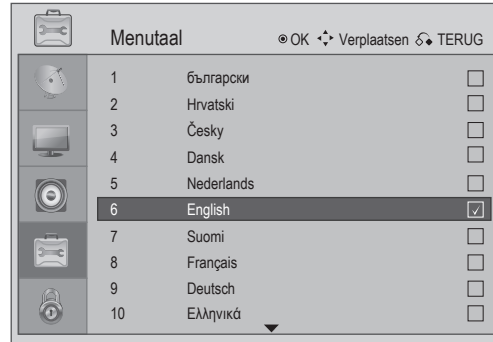 Menutaal OK Verplaatsen TERUG
1 български
2 Hrvatski
3 Česky
4 Dansk
5 Nederlands
6 English
7 Suomi
8 Français
9 Deutsch
10 Ελληνικά